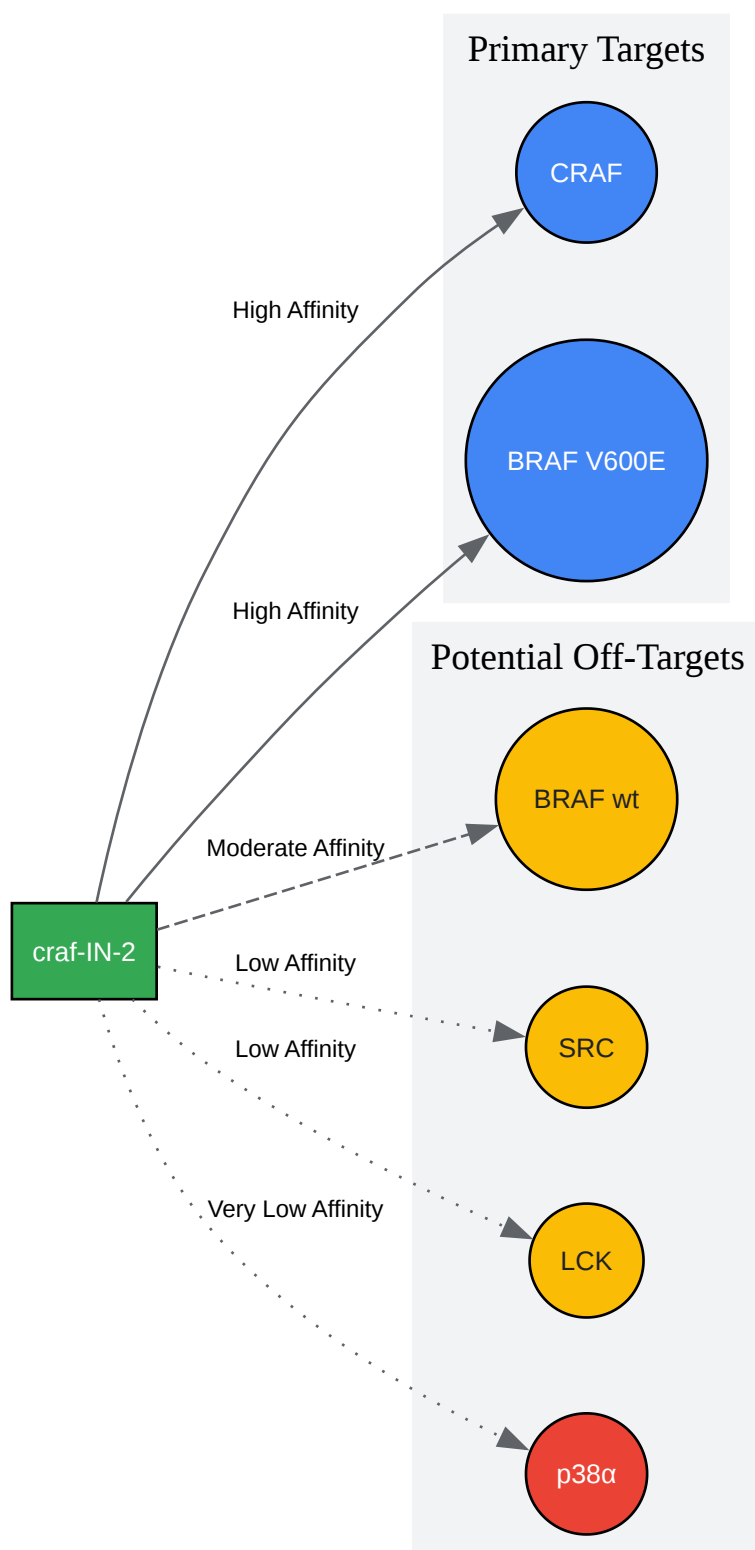 Primary Targets
CRAF
High Affinity
BRAF V600E
High Affinity
Potential Off-Targets
BRAF wt
Moderate Affinity
craf-IN-2
Low Affinity
SRC
Low Affinity
Very Low Affinity
LCK
p38α